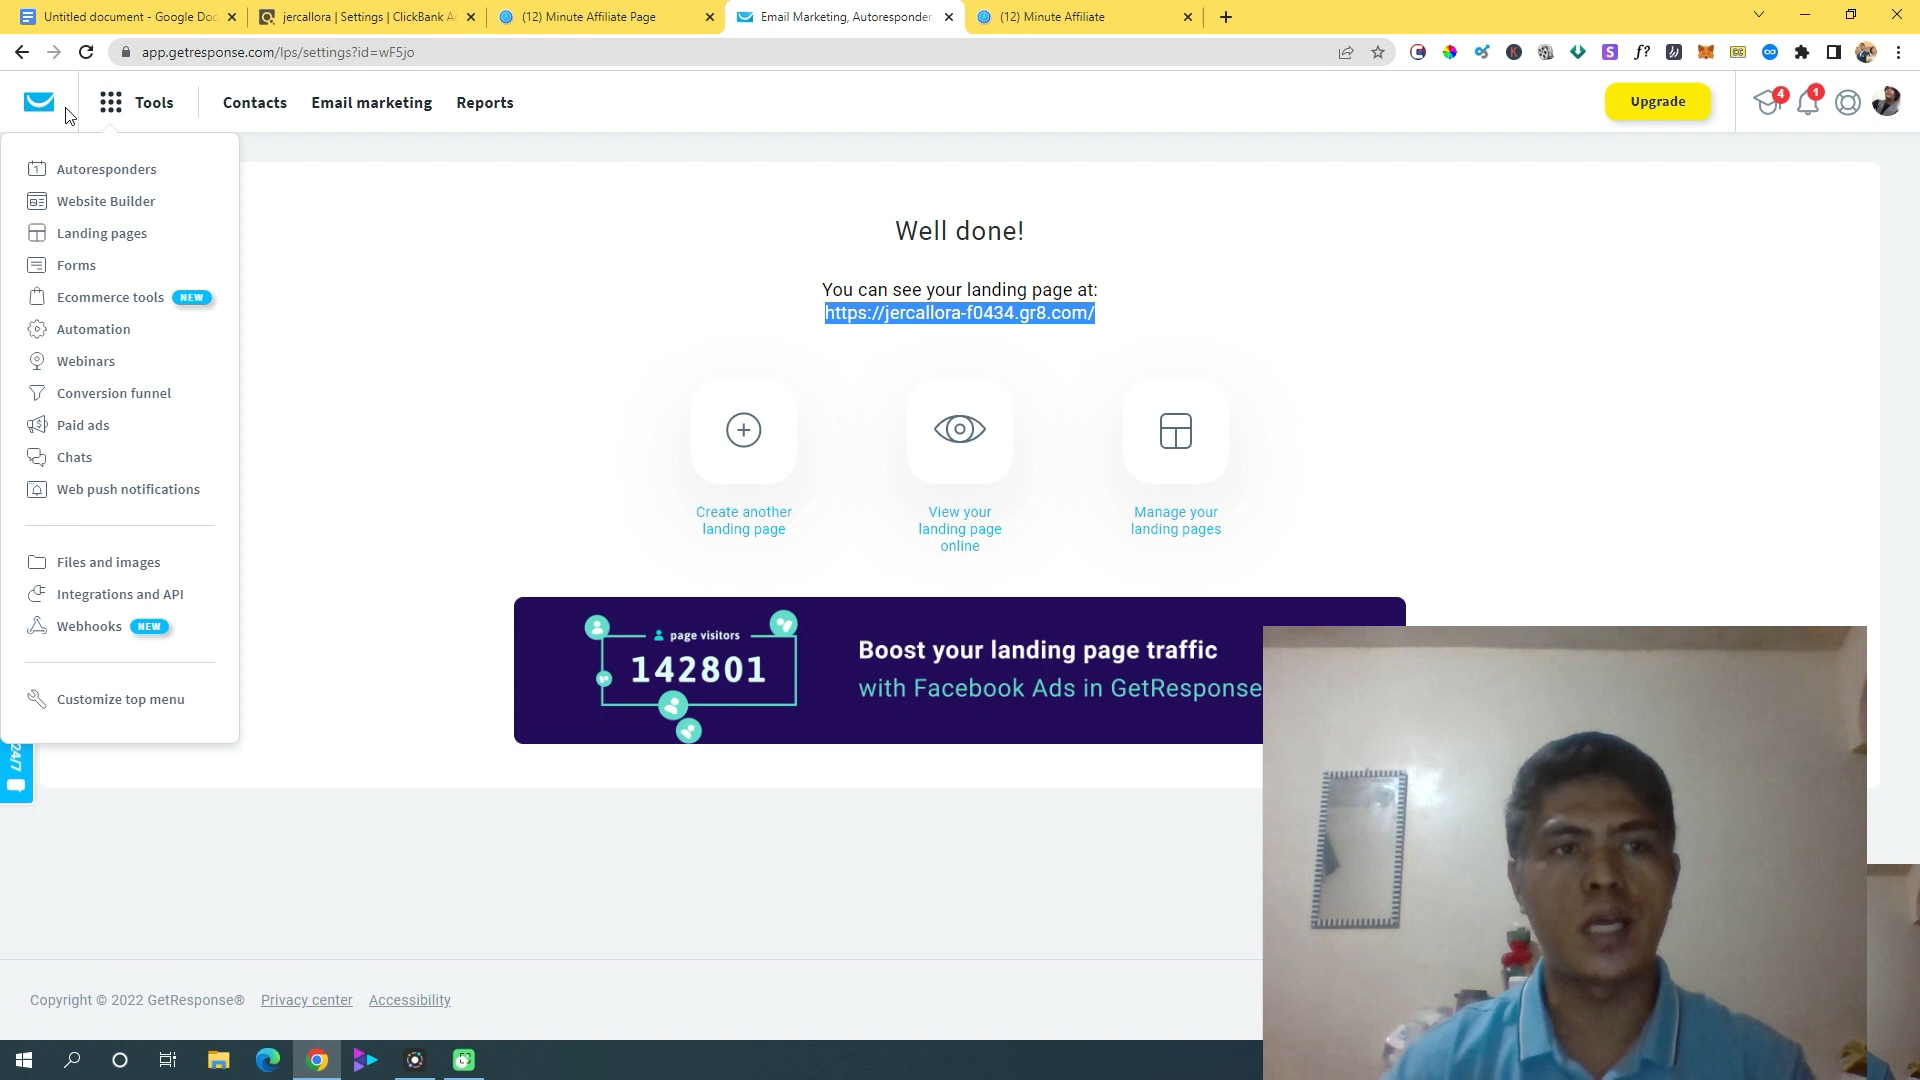 Untitled document - Google Doc
jercallora | Settings | ClickBank A
(12) Minute Affiliate Page
Email Marketing, Autoresponder,
(12) Minute Affiliate
app.getresponse.com/lps/settings?id=wF5jo
Tools
Contacts
Email marketing
Reports
Upgrade
4
1
Autoresponders
Website Builder
Landing pages
Forms
Ecommerce tools NEW
Automation
Webinars
Conversion funnel
Paid ads
Chats
Web push notifications
Files and images
Integrations and API
Webhooks NEW
Customize top menu
24/7
Well done!
You can see your landing page at:
https://jercallora-f0434.gr8.com/
Create another
landing page
View your
landing page
online
Manage your
landing pages
page visitors
142801
Boost your landing page traffic
with Facebook Ads in GetResponse
Copyright © 2022 GetResponse®
Privacy center
Accessibility